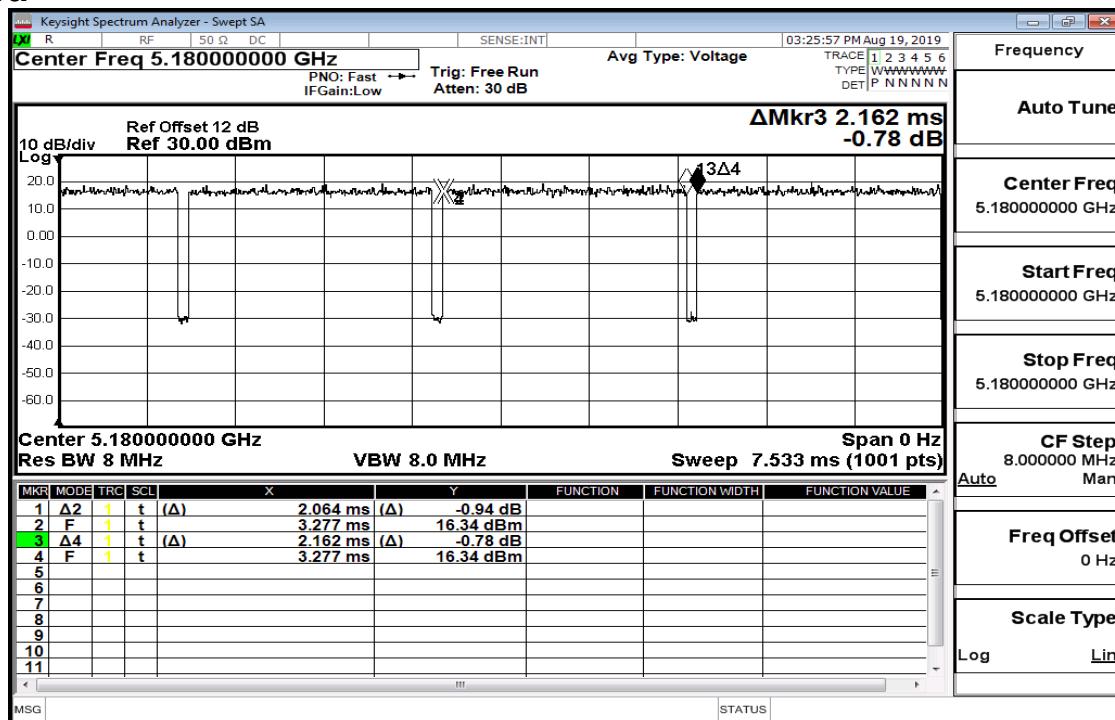 Keysight Spectrum Analyzer - Swept SA
LXI R RF 50 Ω DC SENSE:INT 03:25:57 PM Aug 19, 2019
Center Freq 5.180000000 GHz
PNO: Fast
IFGain:Low
Trig: Free Run
Atten: 30 dB
Avg Type: Voltage
TRACE 1 2 3 4 5 6
TYPE WWWWWWW
DET P N N N N N
Ref Offset 12 dB
10 dB/div Ref 30.00 dBm
Log
ΔMkr3 2.162 ms
-0.78 dB
20.0
10.0
0.00
-10.0
-20.0
-30.0
-40.0
-50.0
-60.0
13Δ4
Center 5.180000000 GHz Span 0 Hz
Res BW 8 MHz VBW 8.0 MHz Sweep 7.533 ms (1001 pts)
MKR MODE TRC SCL X Y FUNCTION FUNCTION WIDTH FUNCTION VALUE
1 Δ2 1 t (Δ) 2.064 ms (Δ) -0.94 dB
2 F 1 t 3.277 ms 16.34 dBm
3 Δ4 1 t (Δ) 2.162 ms (Δ) -0.78 dB
4 F 1 t 3.277 ms 16.34 dBm
5
6
7
8
9
10
11
MSG STATUS
Frequency
Auto Tune
Center Freq
5.180000000 GHz
Start Freq
5.180000000 GHz
Stop Freq
5.180000000 GHz
CF Step
8.000000 MHz
Auto Man
Freq Offset
0 Hz
Scale Type
Log Lin